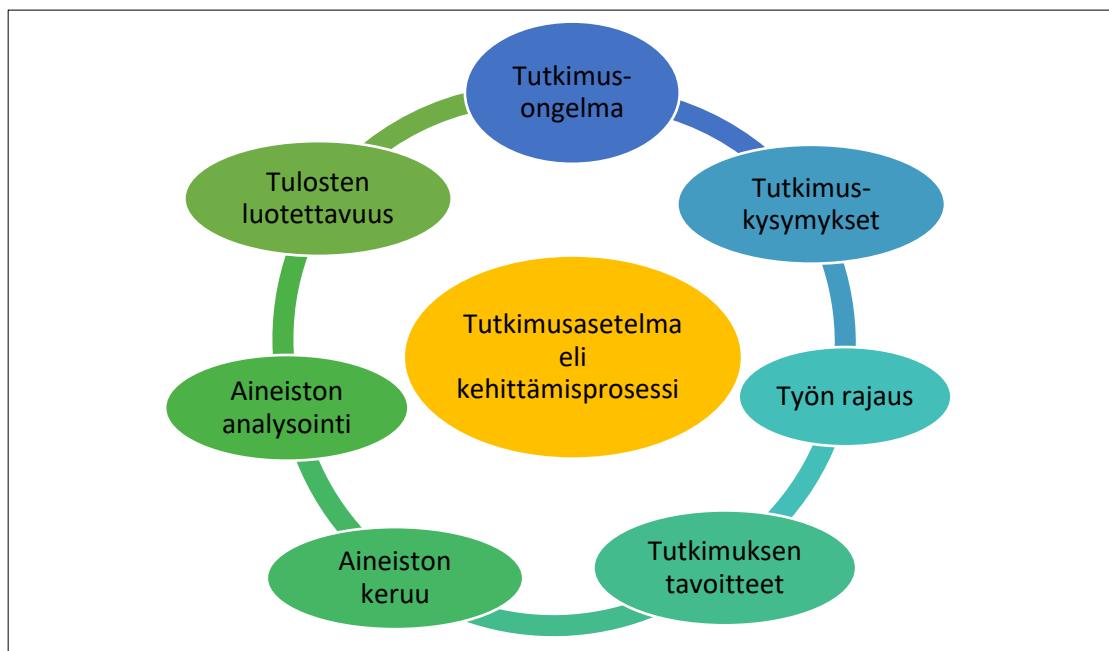 Tutkimus-
ongelma
Tutkimus-
kysymykset
Työn rajaus
Tutkimuksen
tavoitteet
Aineiston
keruu
Aineiston
analysointi
Tulosten
luotettavuus
Tutkimusasetelma
eli
kehittämisprosessi